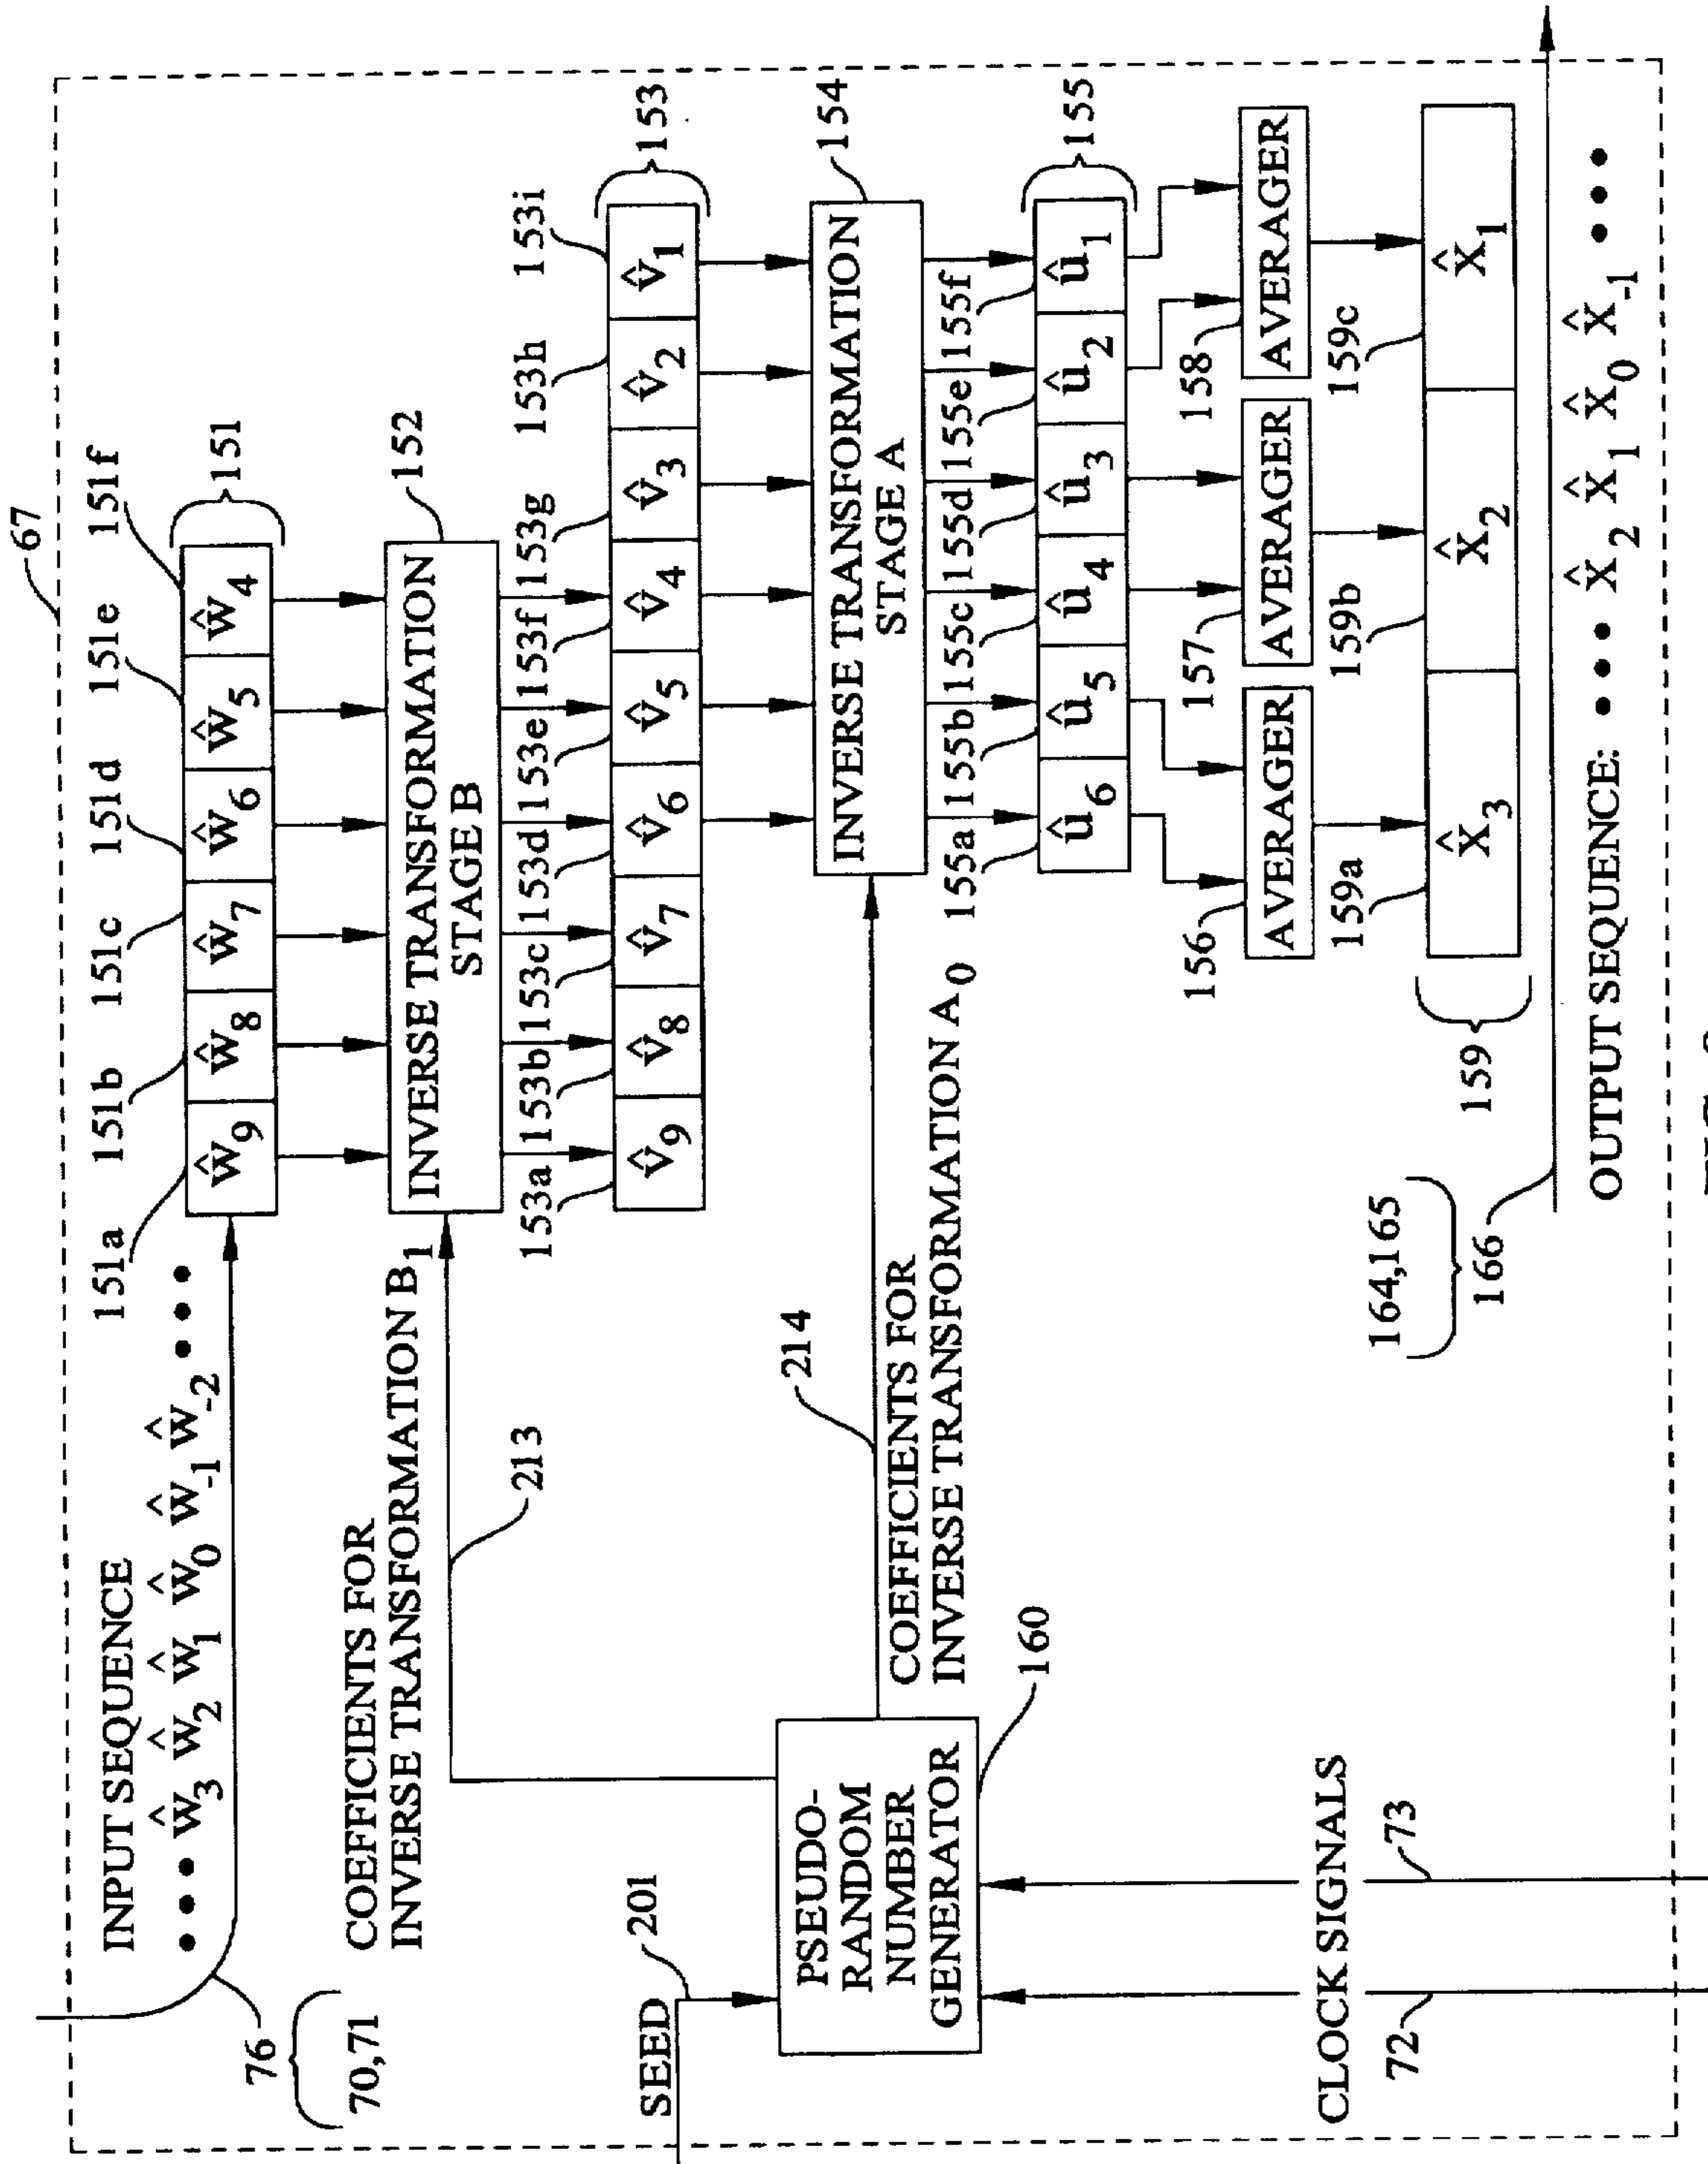 67
INPUT SEQUENCE
• • • ŵ3 ŵ2 ŵ1 ŵ0 ŵ-1 ŵ-2 • • •
76
70,71
151a 151b 151c 151d 151e 151f
ŵ9 ŵ8 ŵ7 ŵ6 ŵ5 ŵ4
151
COEFFICIENTS FOR
INVERSE TRANSFORMATION B1
213
INVERSE TRANSFORMATION
STAGE B
152
153a 153b 153c 153d 153e 153f 153g 153h 153i
v̂9 v̂8 v̂7 v̂6 v̂5 v̂4 v̂3 v̂2 v̂1
153
SEED
201
PSEUDO-
RANDOM
NUMBER
GENERATOR
160
214
COEFFICIENTS FOR
INVERSE TRANSFORMATION A0
INVERSE TRANSFORMATION
STAGE A
154
155a 155b 155c 155d 155e 155f
û6 û5 û4 û3 û2 û1
155
156 157 158
AVERAGER AVERAGER AVERAGER
159a 159b 159c
x̂3 x̂2 x̂1
159
CLOCK SIGNALS
72 73
164,165
166
OUTPUT SEQUENCE: • • • x̂2 x̂1 x̂0 x̂-1 • • •